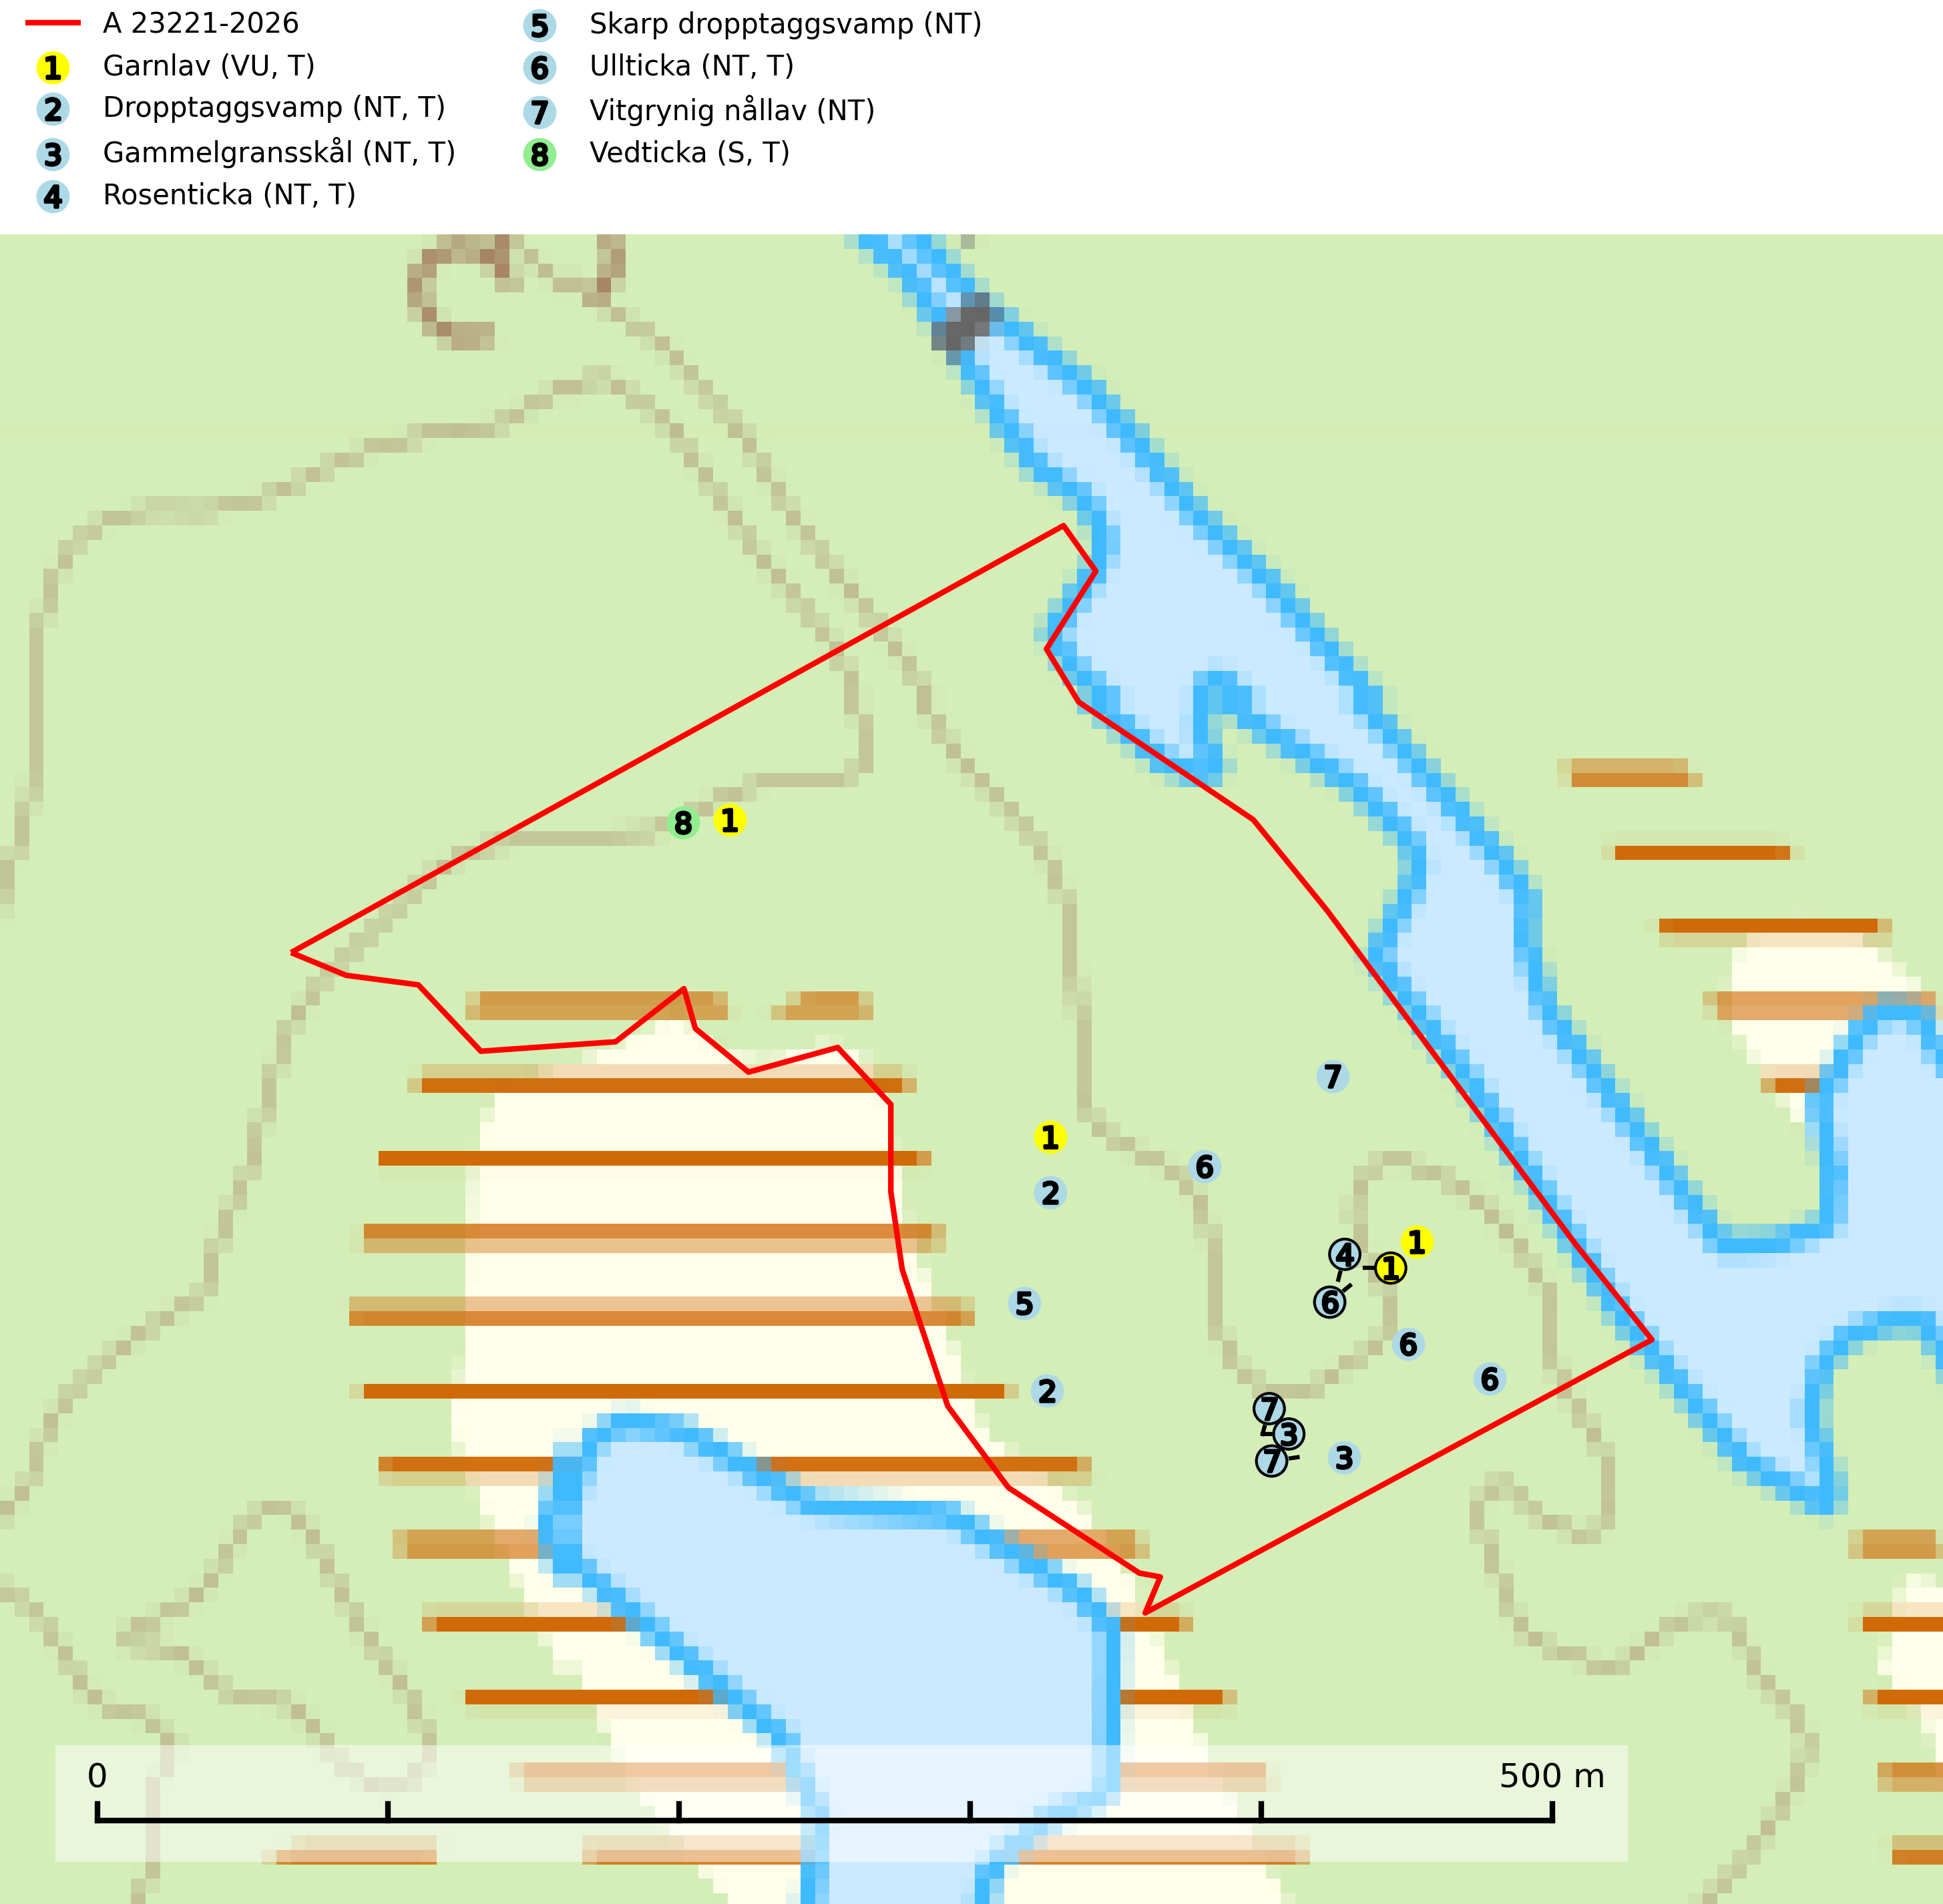 A 23221-2026
1 Garnlav (VU, T)
2 Dropptaggsvamp (NT, T)
3 Gammelgransskål (NT, T)
4 Rosenticka (NT, T)
5 Skarp dropptaggsvamp (NT)
6 Ullticka (NT, T)
7 Vitgrynig nållav (NT)
8 Vedticka (S, T)
8 1
7
1
6
2
1
4
1
6
5
6
6
2
7
3
7
3
0 500 m